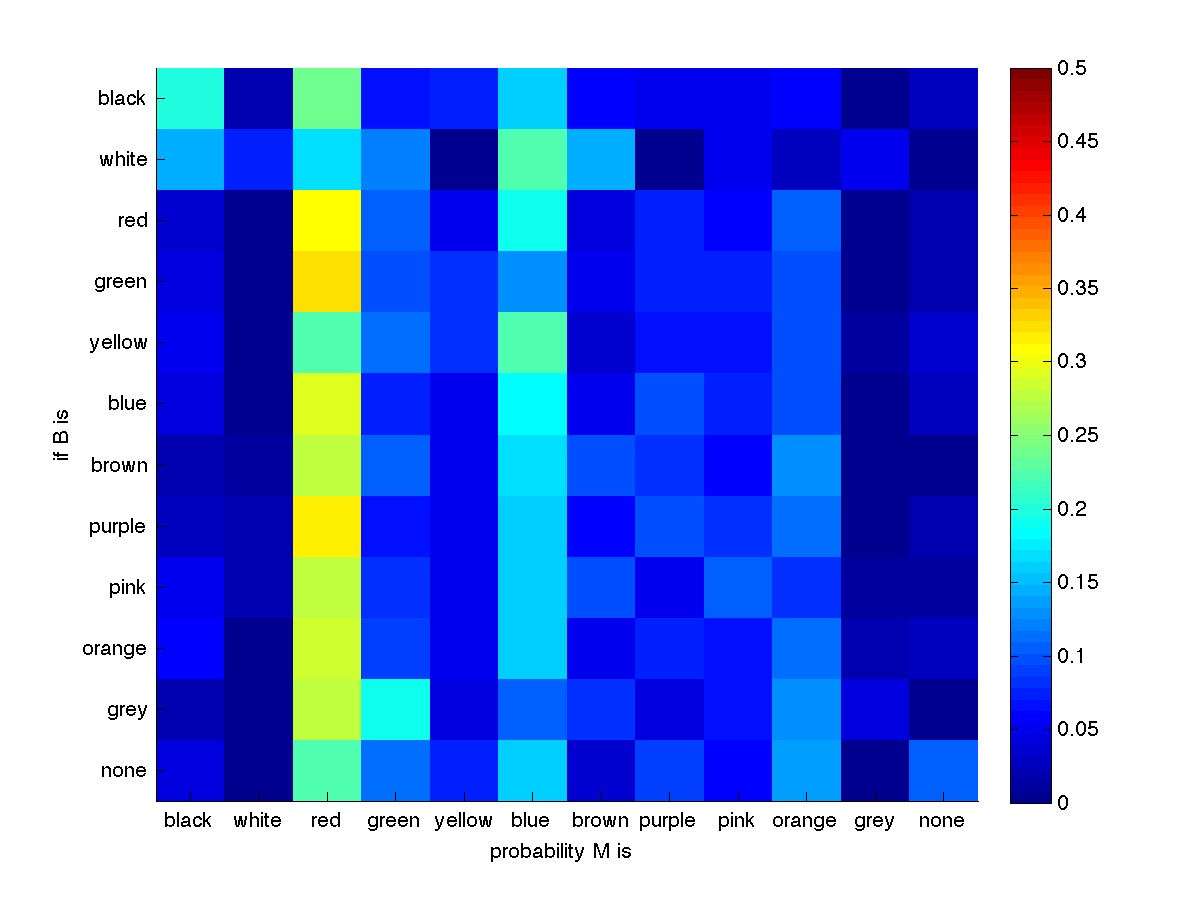 black
white
red
green
yellow
blue
brown
purple
pink
orange
grey
none
if B is
black white red green yellow blue brown purple pink orange grey none
probability M is
0.5
0.45
0.4
0.35
0.3
0.25
0.2
0.15
0.1
0.05
0